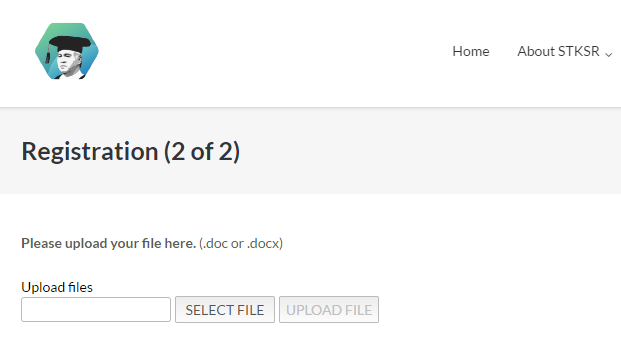 Home About STKSR
Registration (2 of 2)
Please upload your file here. (.doc or .docx)
Upload files
SELECT FILE UPLOAD FILE